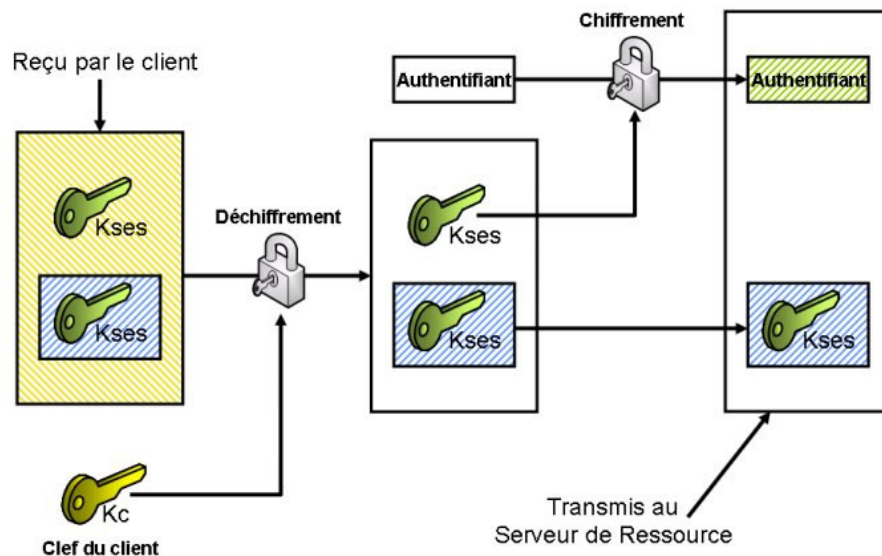 Chiffrement
Reçu par le client
Authentifiant
Authentifiant
Kses
Déchiffrement
Kses
Kses
Kses
Kses
Kc
Clef du client
Transmis au
Serveur de Ressource